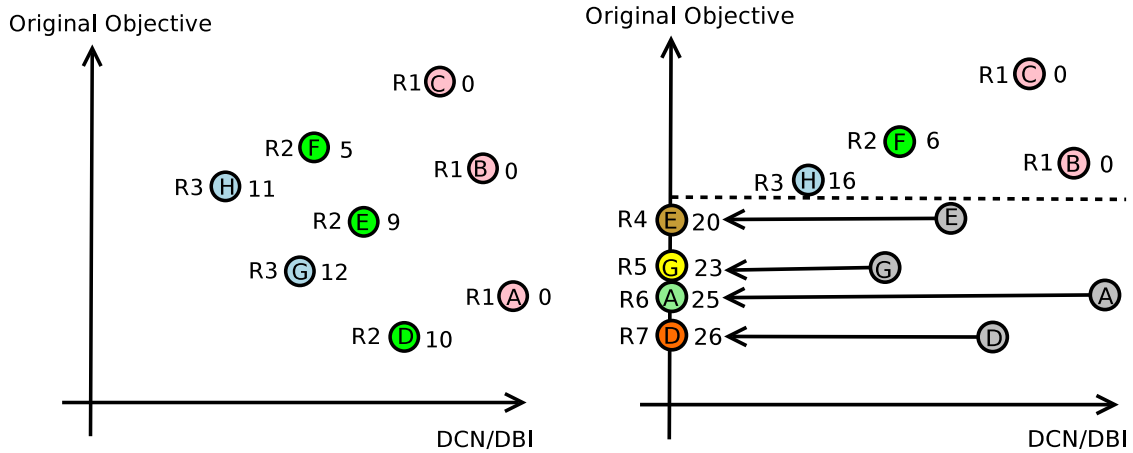 Original Objective
R1 C 0
R2 F 5
R1 B 0
R3 H 11
R2 E 9
R3 G 12
R1 A 0
R2 D 10
DCN/DBI
Original Objective
R1 C 0
R2 F 6
R1 B 0
R3 H 16
R4 E 20 E
R5 G 23 G
R6 A 25 A
R7 D 26 D
DCN/DBI